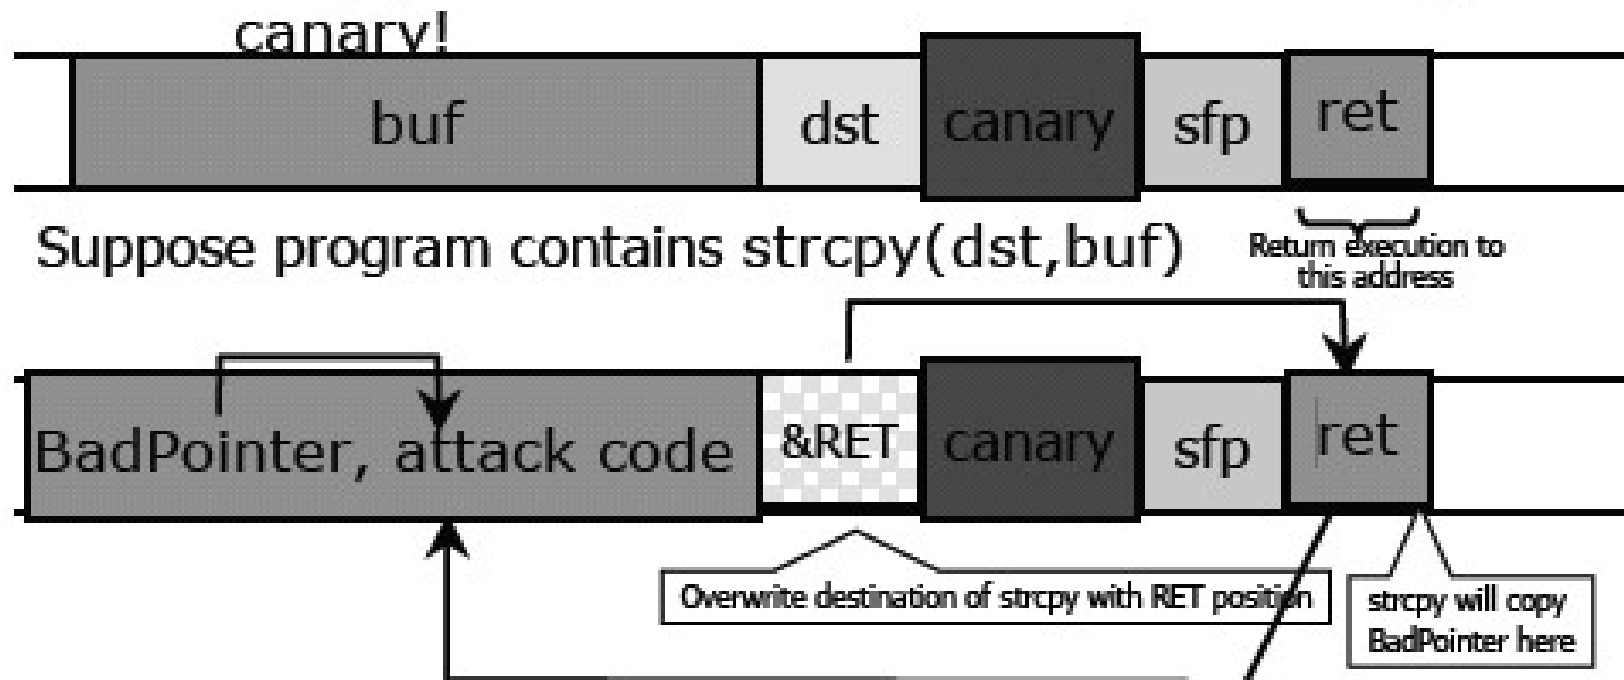 canary!
buf dst canary sfp ret
Suppose program contains strcpy(dst,buf)
Return execution to
this address
BadPointer, attack code &RET canary sfp ret
Overwrite destination of strcpy with RET position
strcpy will copy
BadPointer here